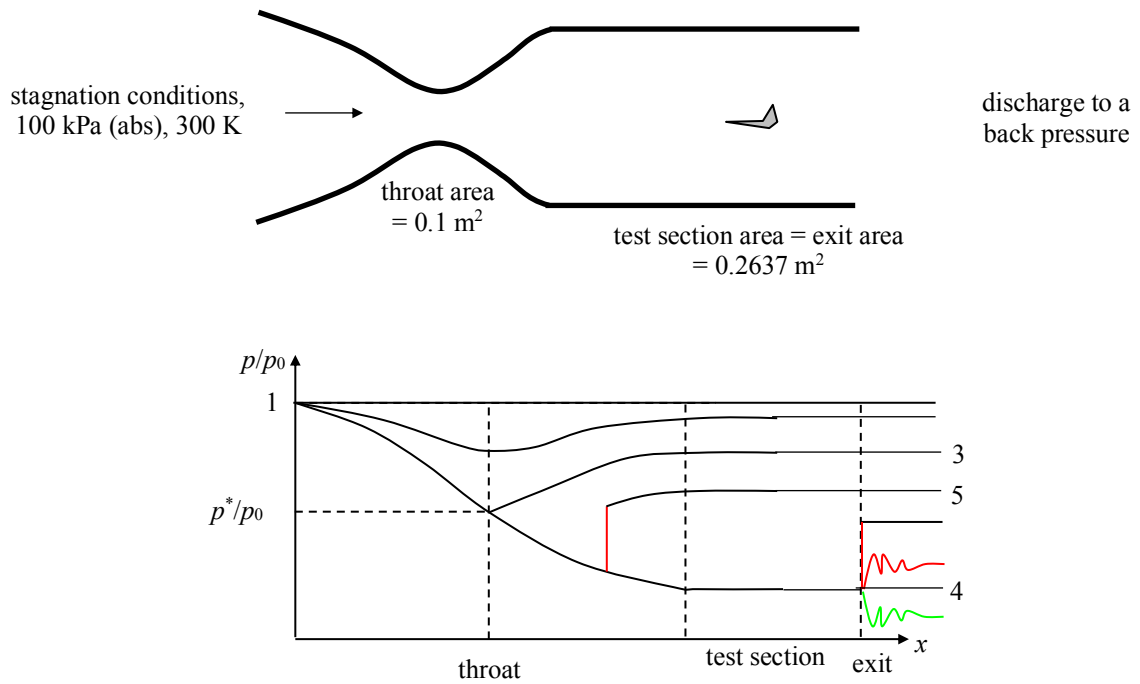 stagnation conditions,
100 kPa (abs), 300 K
discharge to a
back pressure
throat area
= 0.1 m²
test section area = exit area
= 0.2637 m²
p/p₀
1
3
5
p*/p₀
4
x
throat
test section
exit